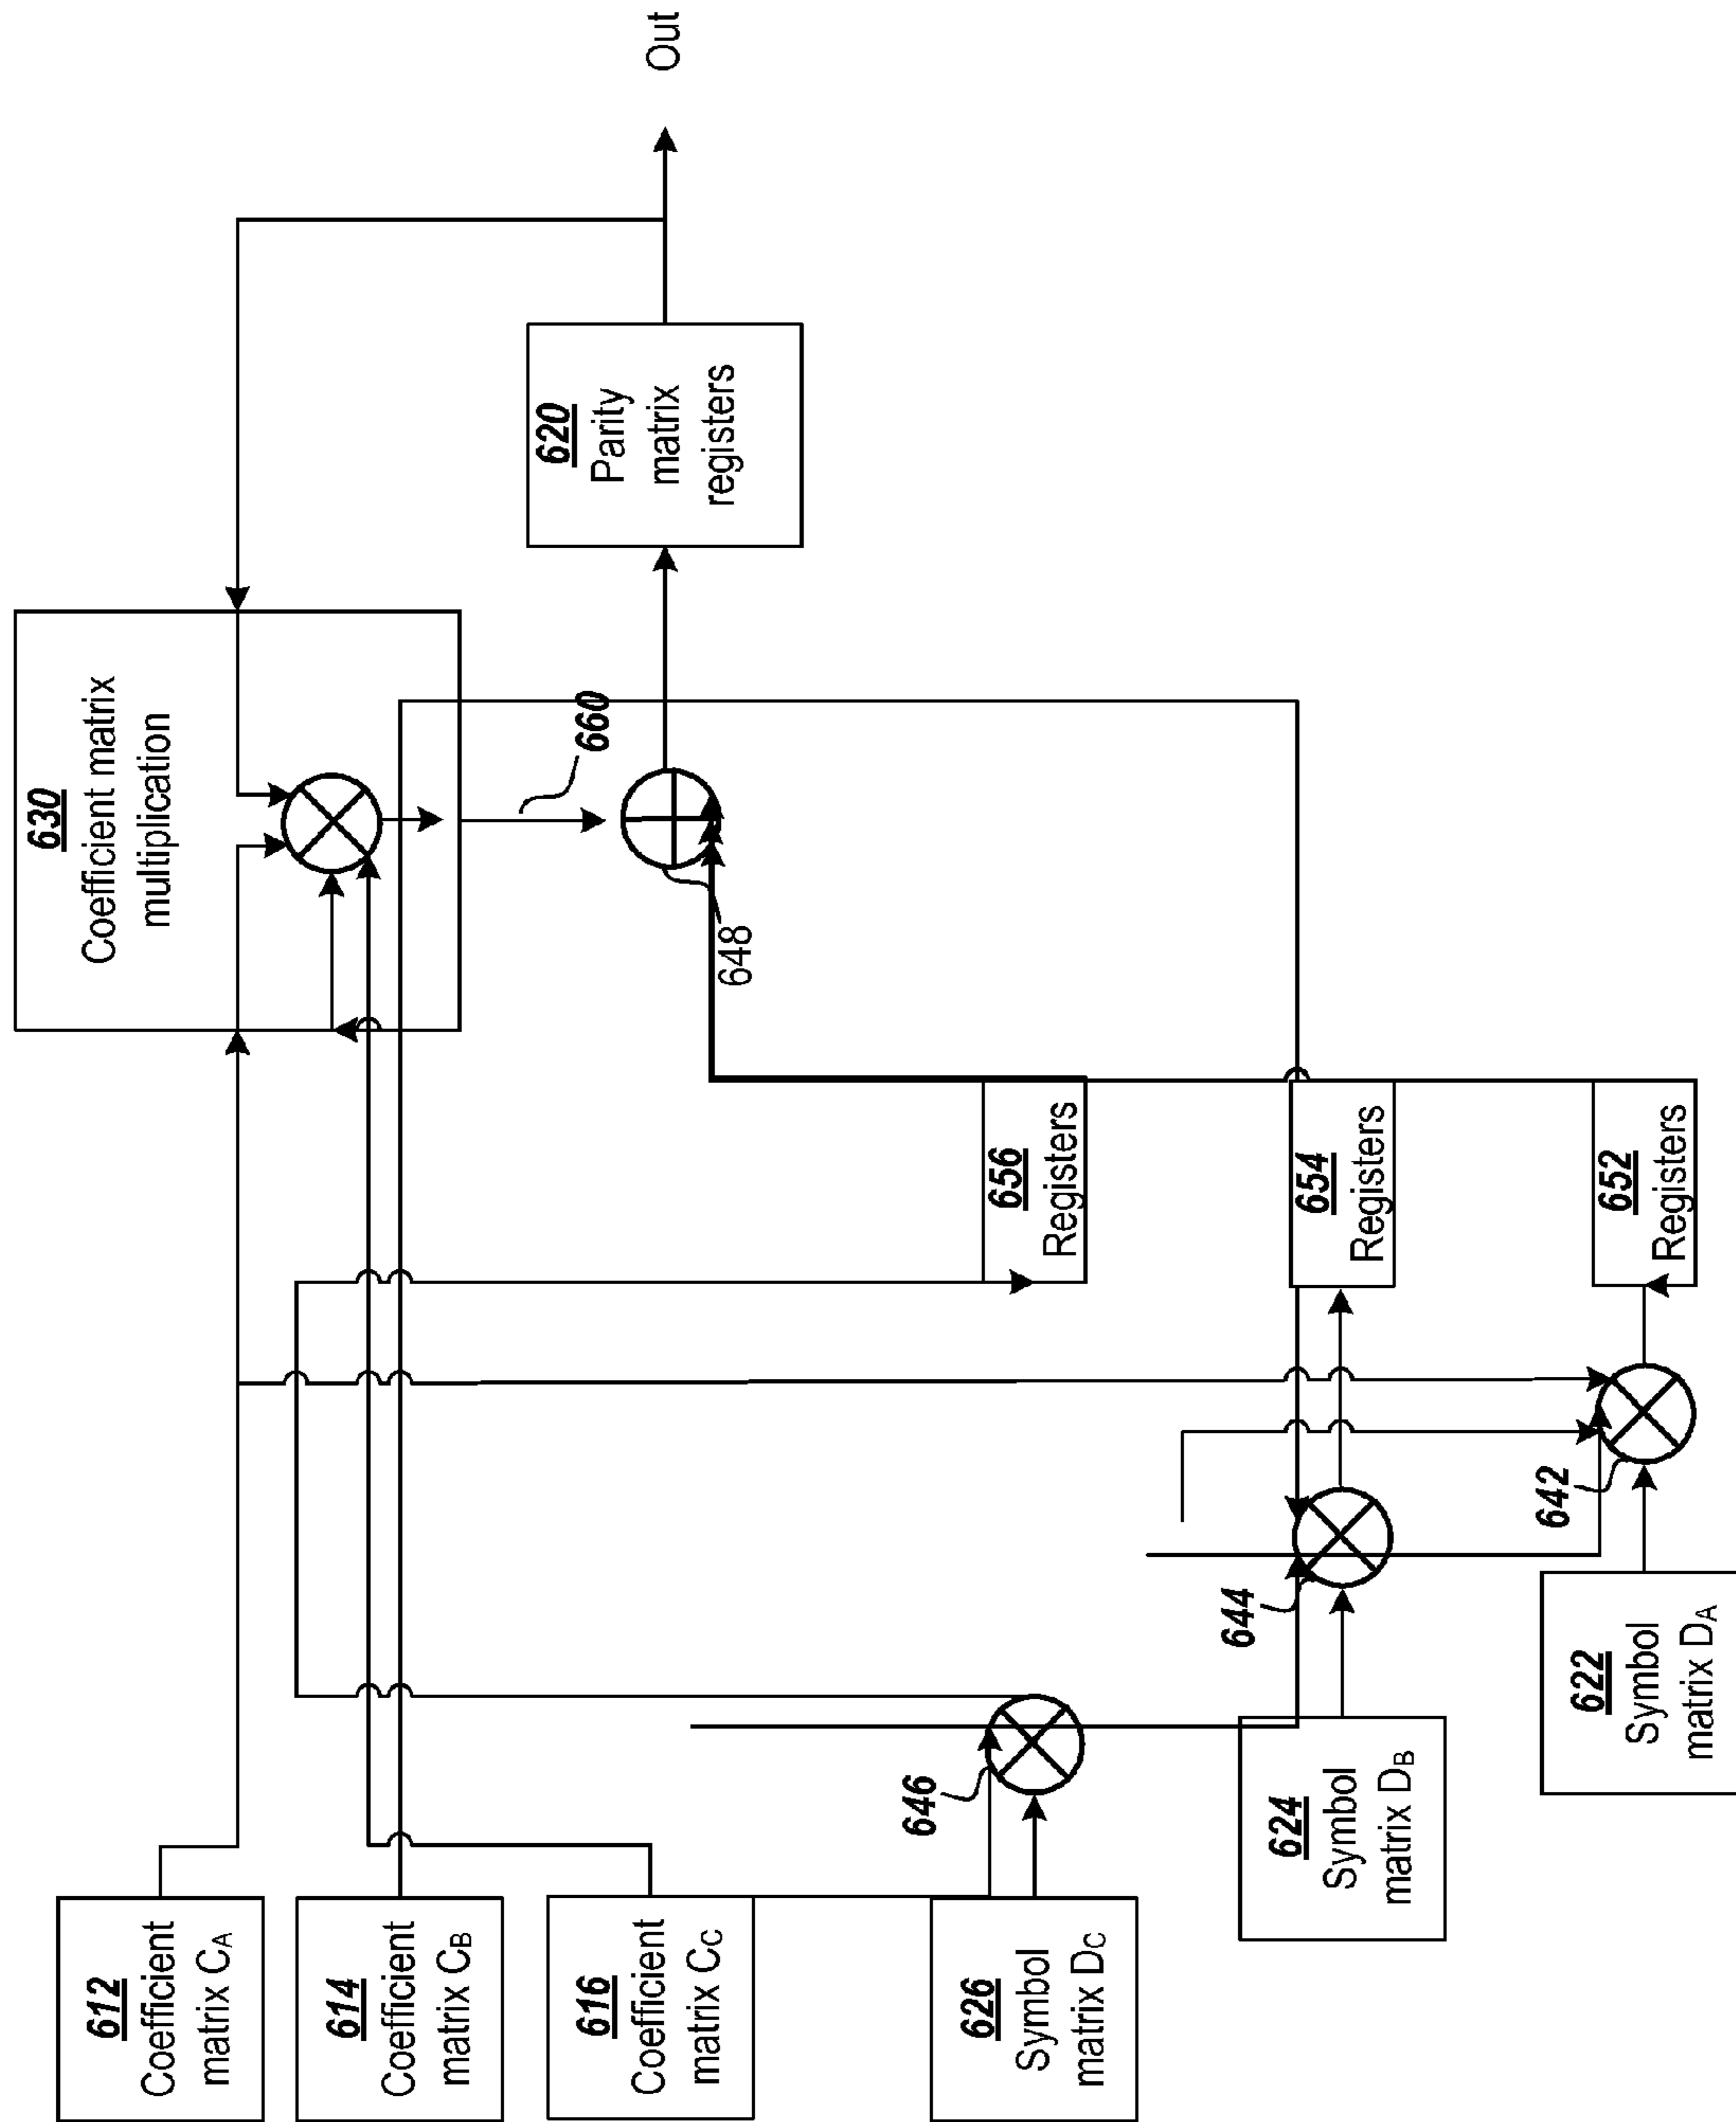 612
Coefficient
matrix CA
614
Coefficient
matrix CB
616
Coefficient
matrix CC
626
Symbol
matrix DC
624
Symbol
matrix DB
622
Symbol
matrix DA
646
644
642
656
Registers
654
Registers
652
Registers
630
Coefficient matrix
multiplication
660
648
620
Parity
matrix
registers
Out